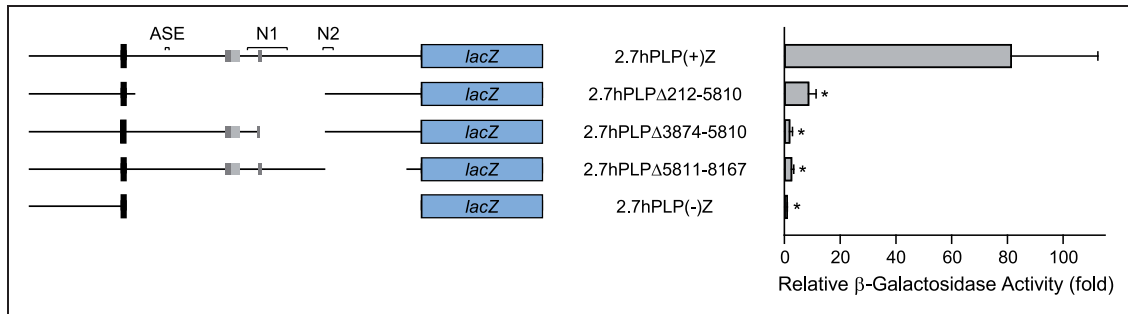 ASE N1 N2
lacZ 2.7hPLP(+)Z
lacZ 2.7hPLPΔ212-5810 *
lacZ 2.7hPLPΔ3874-5810 *
lacZ 2.7hPLPΔ5811-8167 *
lacZ 2.7hPLP(-)Z *
0 20 40 60 80 100
Relative β-Galactosidase Activity (fold)